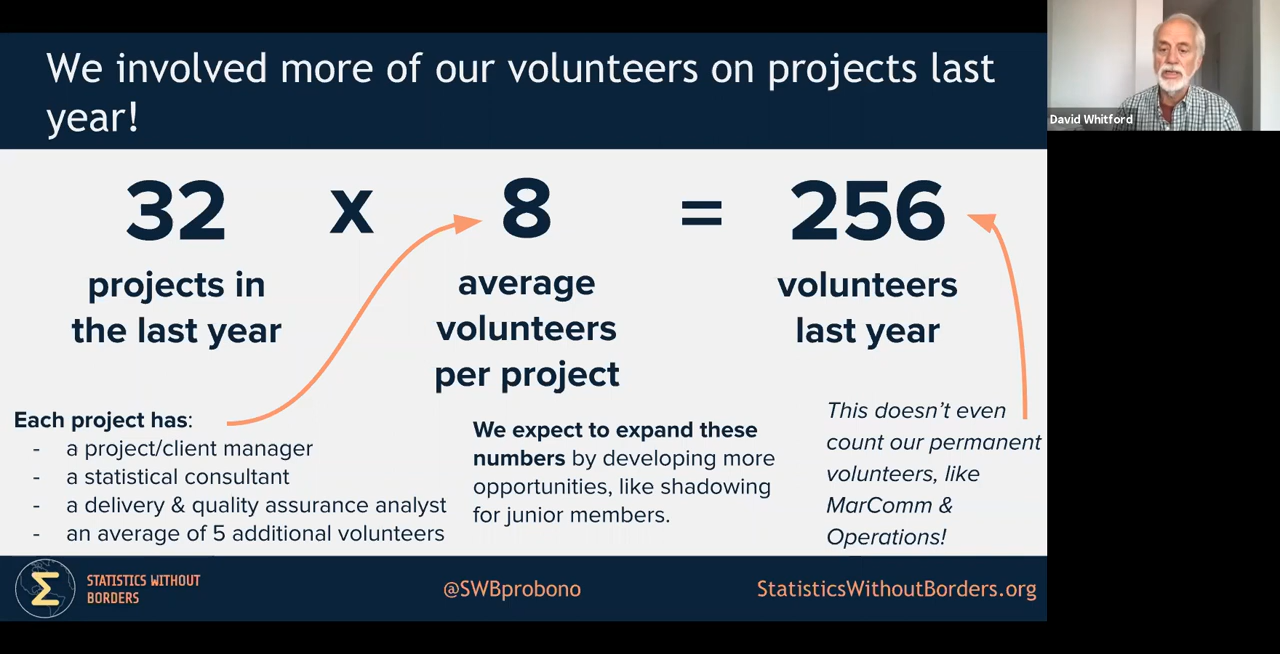 We involved more of our volunteers on projects last
year!
32 x 8 = 256
projects in
the last year
average
volunteers
per project
volunteers
last year
Each project has:
- a project/client manager
- a statistical consultant
- a delivery & quality assurance analyst
- an average of 5 additional volunteers
We expect to expand these
numbers by developing more
opportunities, like shadowing
for junior members.
This doesn't even
count our permanent
volunteers, like
MarComm &
Operations!
Σ
STATISTICS WITHOUT
BORDERS
@SWBprobono
StatisticsWithoutBorders.org
David Whitford